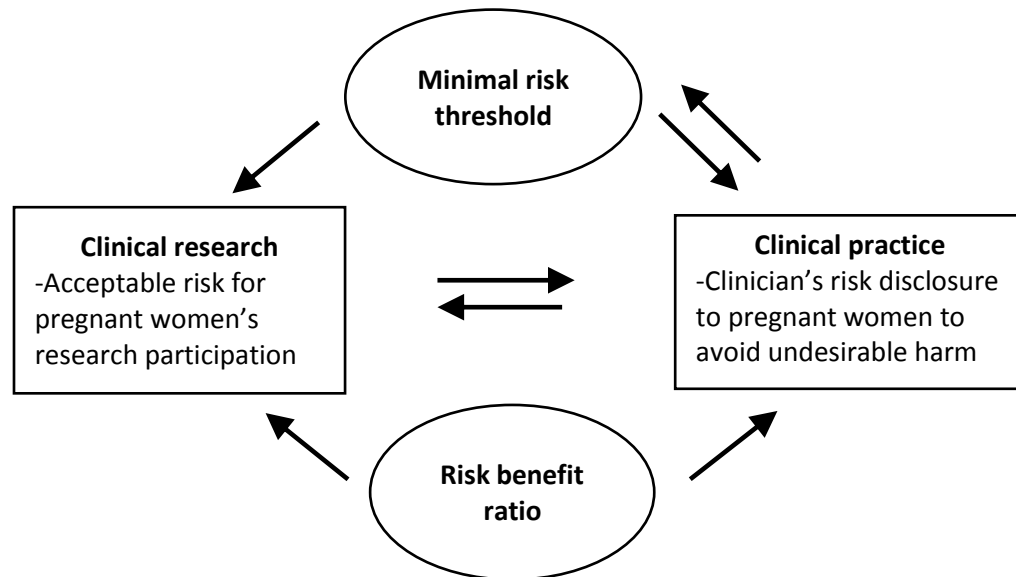 Minimal risk
threshold
Clinical research
-Acceptable risk for
pregnant women’s
research participation
Clinical practice
-Clinician’s risk disclosure
to pregnant women to
avoid undesirable harm
Risk benefit
ratio